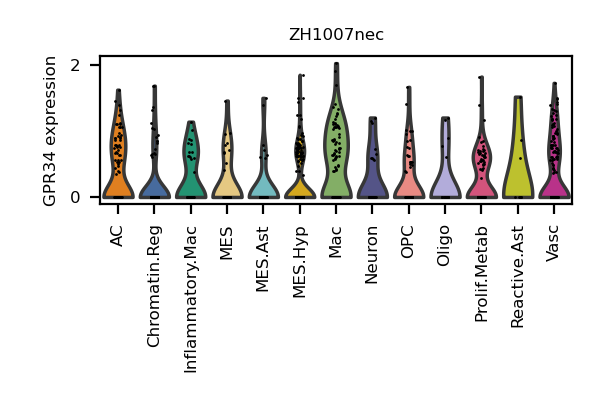 ZH1007nec
GPR34 expression
2
0
AC
Chromatin.Reg
Inflammatory.Mac
MES
MES.Ast
MES.Hyp
Mac
Neuron
OPC
Oligo
Prolif.Metab
Reactive.Ast
Vasc